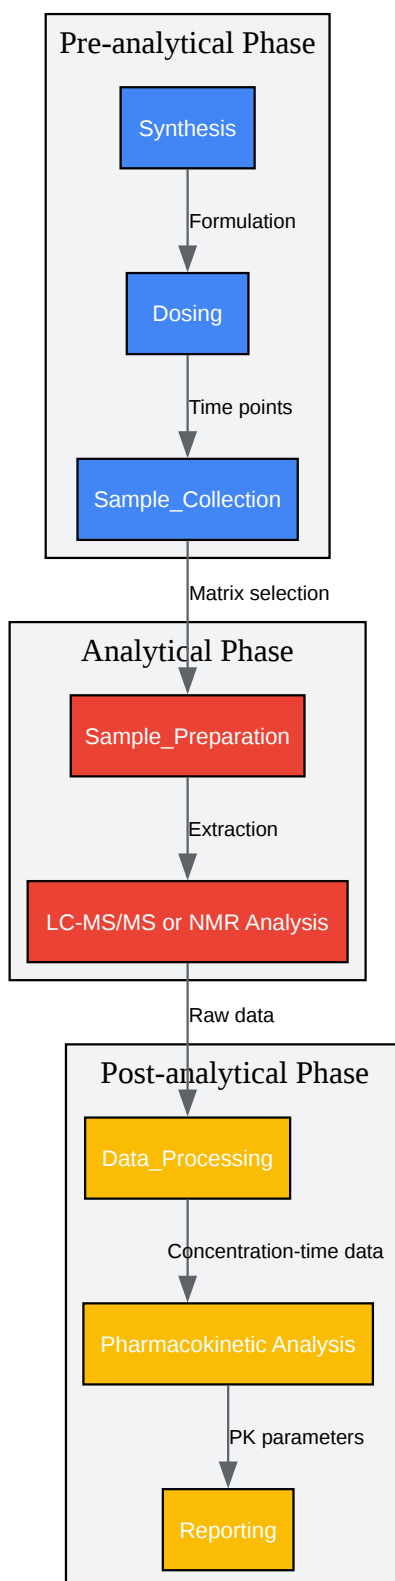 Pre-analytical Phase
Synthesis
Formulation
Dosing
Time points
Sample_Collection
Matrix selection
Analytical Phase
Sample_Preparation
Extraction
LC-MS/MS or NMR Analysis
Raw data
Post-analytical Phase
Data_Processing
Concentration-time data
Pharmacokinetic Analysis
PK parameters
Reporting